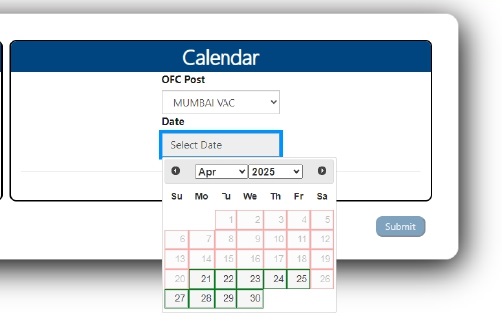 Calendar
OFC Post
MUMBAI VAC
Date
Select Date
Apr 2025
Su Mo Tu We Th Fr Sa
1 2 3 4 5
6 7 8 9 10 11 12
13 14 15 16 17 18 19
20 21 22 23 24 25 26
27 28 29 30
Submit